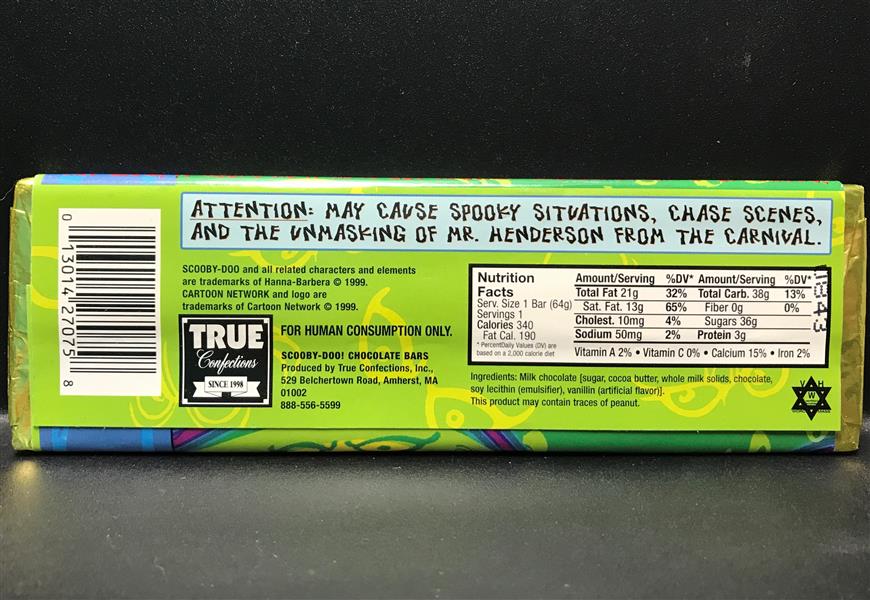 ATTENTION: MAY CAUSE SPOOKY SITUATIONS, CHASE SCENES,
AND THE UNMASKING OF MR. HENDERSON FROM THE CARNIVAL.
0 13014 27075 8
SCOOBY-DOO and all related characters and elements
are trademarks of Hanna-Barbera © 1999.
CARTOON NETWORK and logo are
trademarks of Cartoon Network © 1999.
TRUE
Confections
SINCE 1998
FOR HUMAN CONSUMPTION ONLY.
SCOOBY-DOO! CHOCOLATE BARS
Produced by True Confections, Inc.,
529 Belchertown Road, Amherst, MA
01002
888-556-5599
Nutrition
Facts
Serv. Size 1 Bar (64g)
Servings 1
Calories 340
Fat Cal. 190
* PercentDaily Values (DV) are
based on a 2,000 calorie diet
Amount/Serving %DV* Amount/Serving %DV*
Total Fat 21g 32% Total Carb. 38g 13%
Sat. Fat. 13g 65% Fiber 0g 0%
Cholest. 10mg 4% Sugars 36g
Sodium 50mg 2% Protein 3g
Vitamin A 2% • Vitamin C 0% • Calcium 15% • Iron 2%
Ingredients: Milk chocolate [sugar, cocoa butter, whole milk solids, chocolate,
soy lecithin (emulsifier), vanillin (artificial flavor)].
This product may contain traces of peanut.